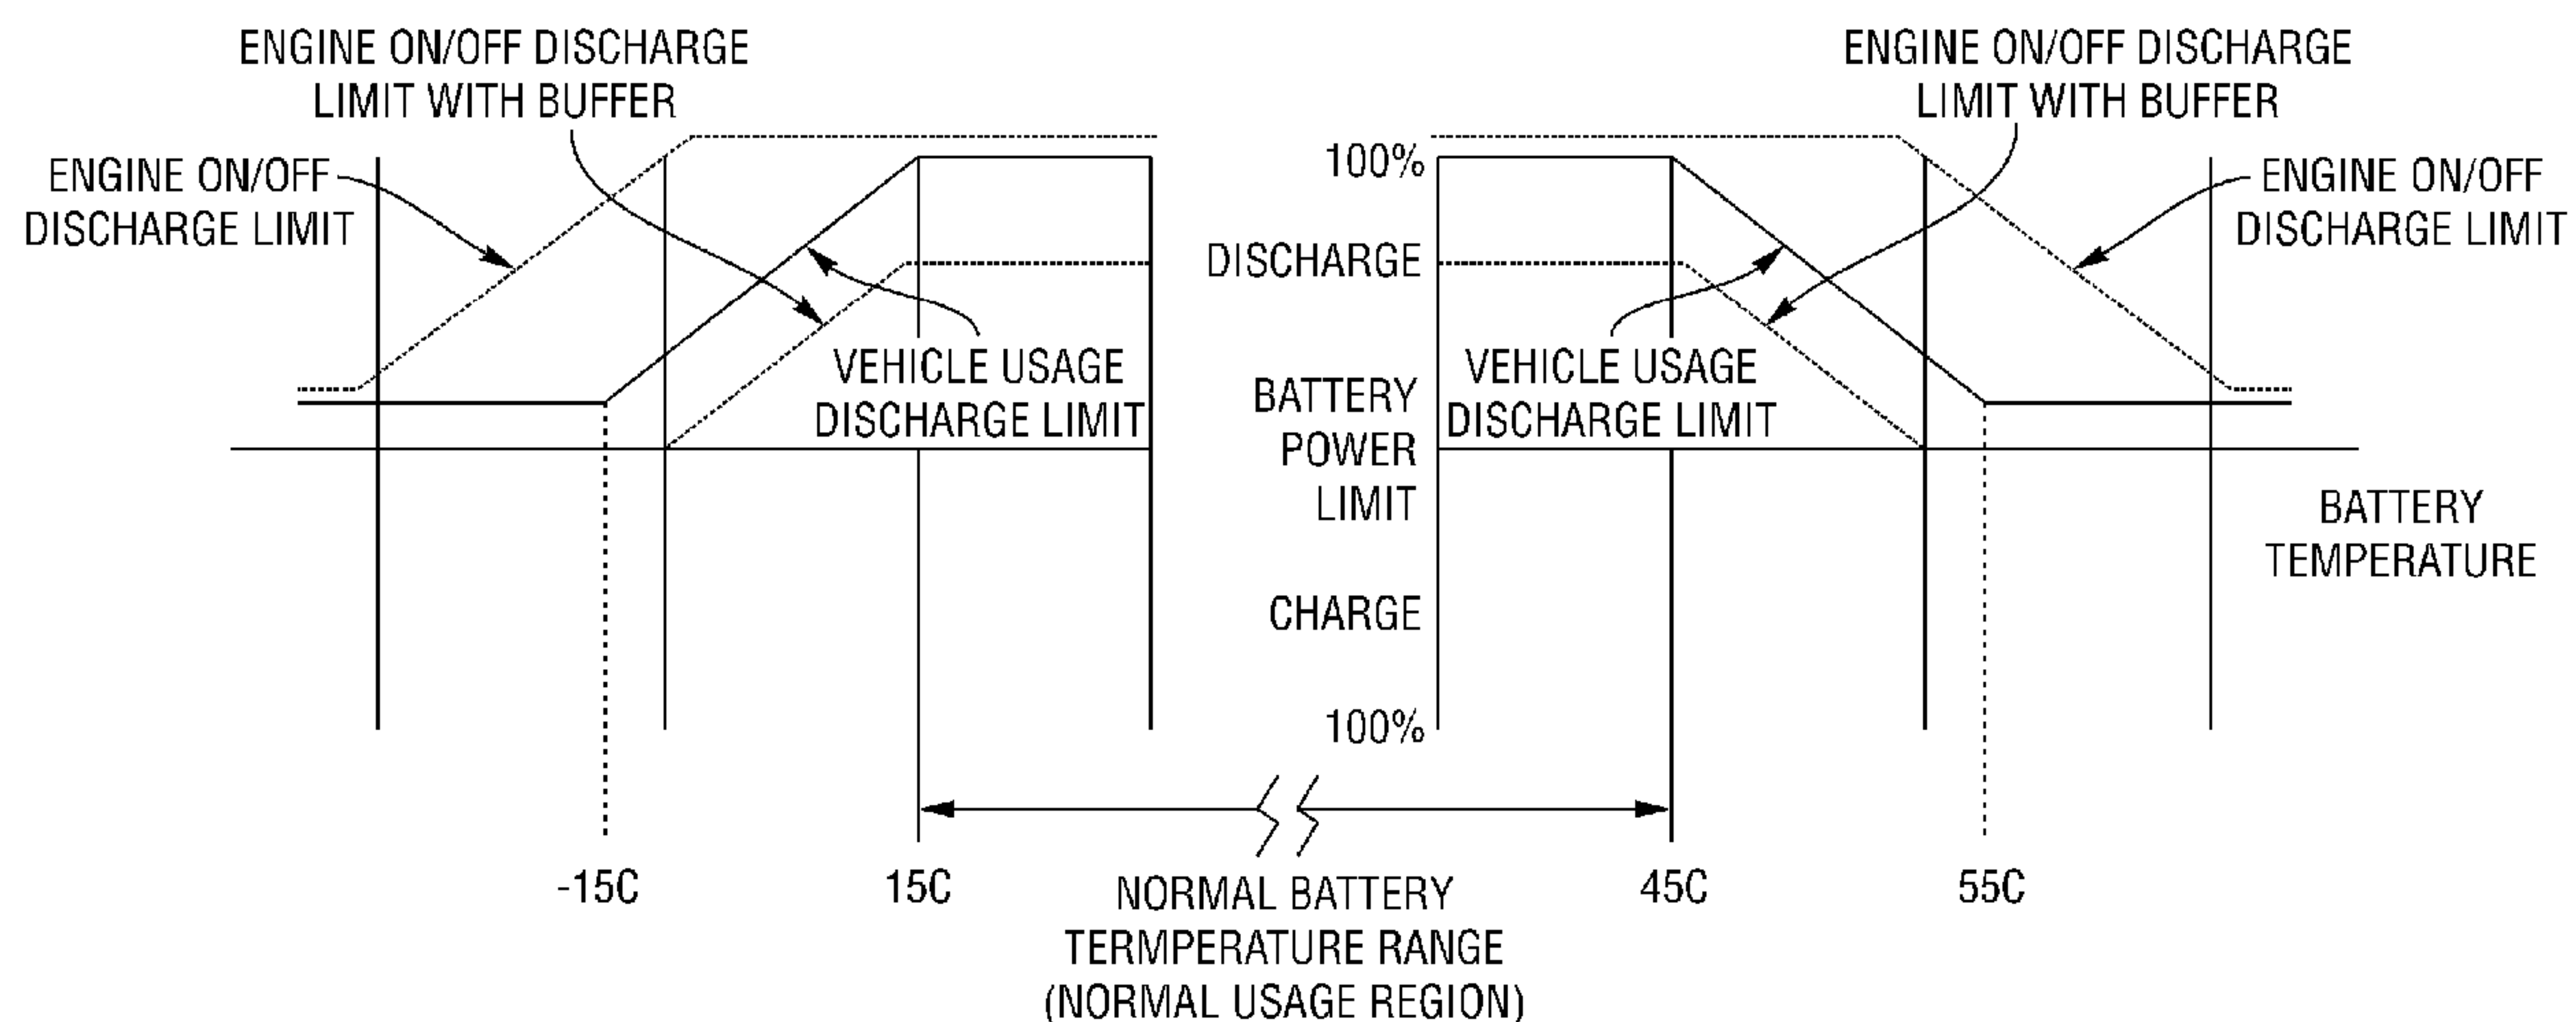 ENGINE ON/OFF DISCHARGE
LIMIT WITH BUFFER
ENGINE ON/OFF DISCHARGE
LIMIT WITH BUFFER
ENGINE ON/OFF
DISCHARGE LIMIT
100%
ENGINE ON/OFF
DISCHARGE LIMIT
DISCHARGE
VEHICLE USAGE
DISCHARGE LIMIT
BATTERY
POWER
LIMIT
VEHICLE USAGE
DISCHARGE LIMIT
BATTERY
TEMPERATURE
CHARGE
100%
-15C
15C
NORMAL BATTERY
TERMPERATURE RANGE
(NORMAL USAGE REGION)
45C
55C